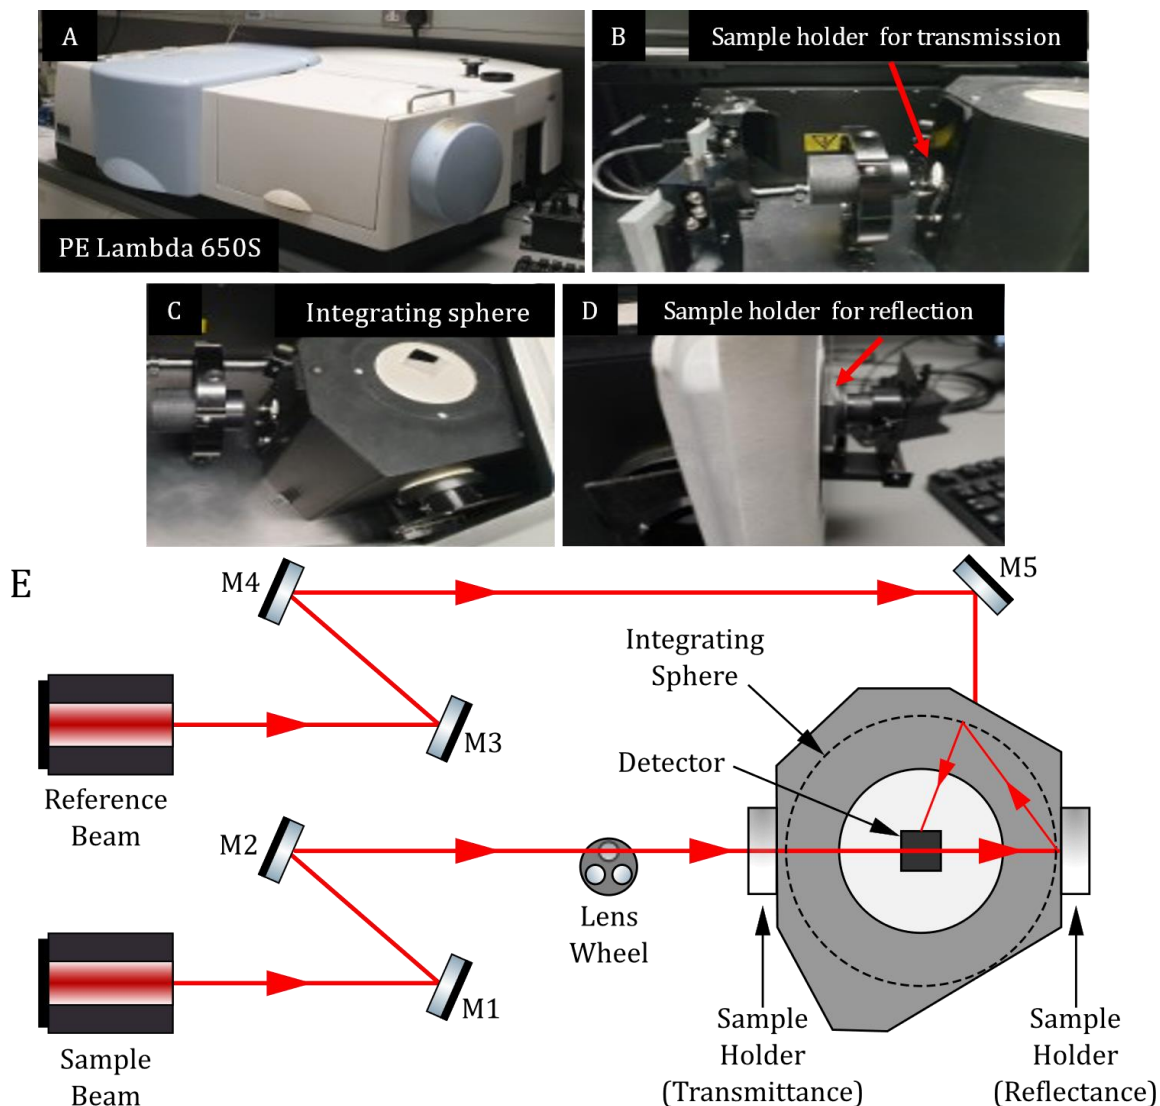 A
PE Lambda 650S
B
Sample holder for transmission
C
Integrating sphere
D
Sample holder for reflection
E
M4
M5
Integrating
Sphere
M3
Detector
Reference
Beam
M2
Lens
Wheel
M1
Sample
Beam
Sample
Holder
(Transmittance)
Sample
Holder
(Reflectance)